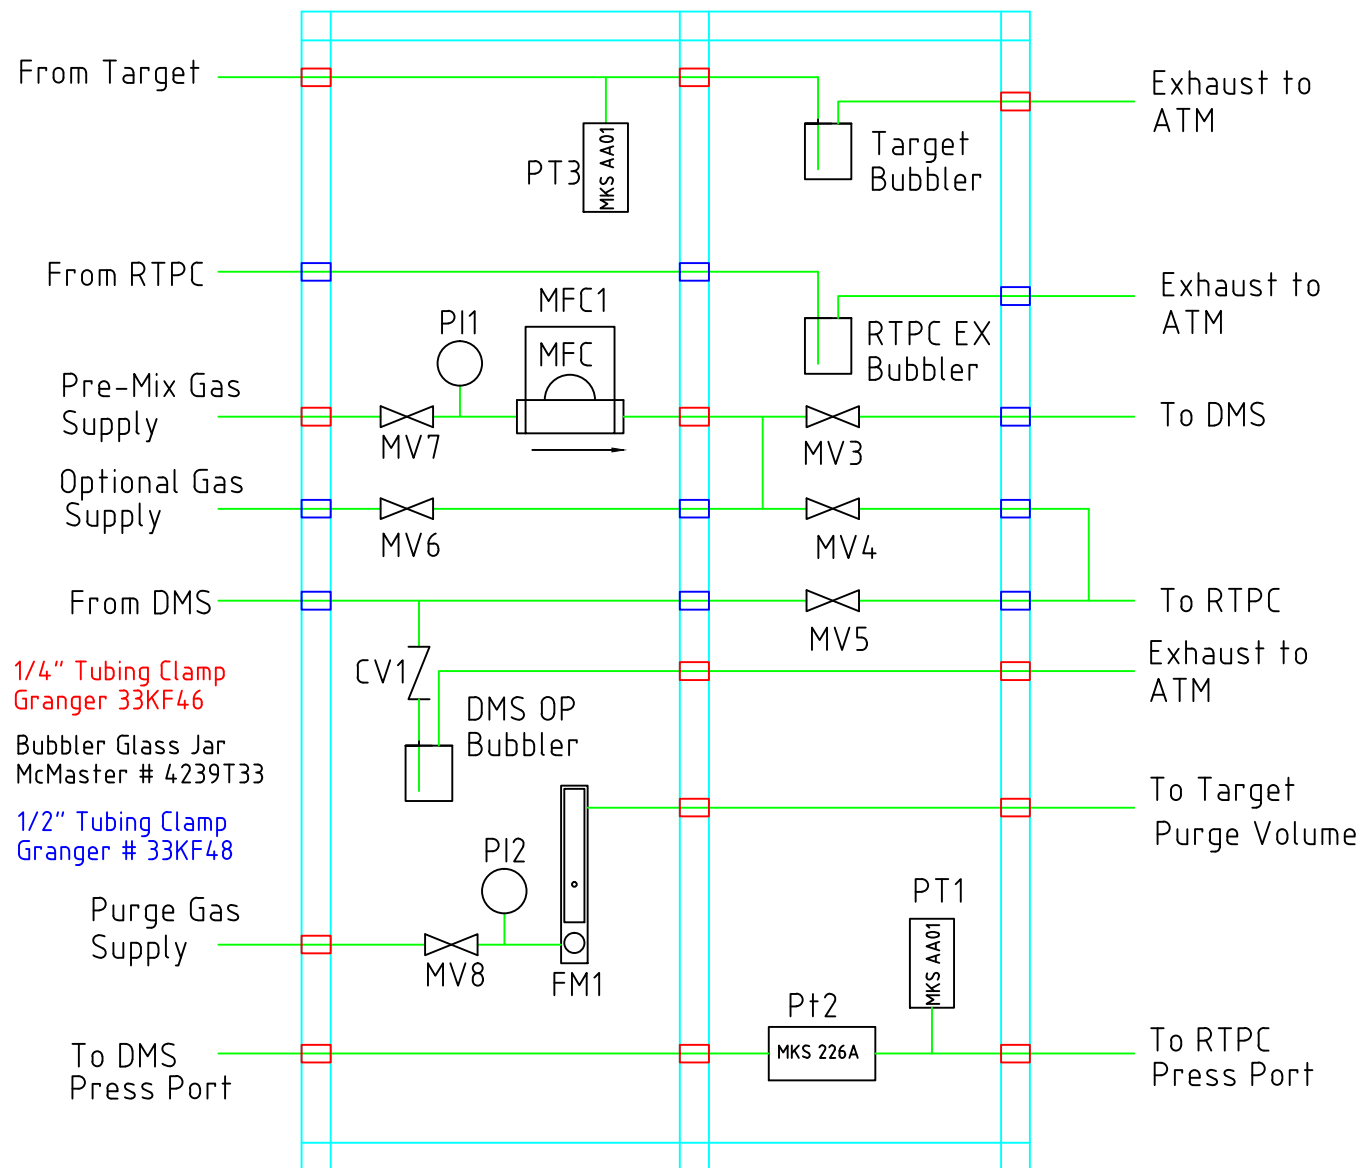 From Target
Exhaust to
ATM
MKS AA01
PT3
Target
Bubbler
From RTPC
Exhaust to
ATM
MFC1
PI1
MFC
RTPC EX
Bubbler
Pre-Mix Gas
Supply
MV7
MV3
To DMS
Optional Gas
Supply
MV6
MV4
From DMS
MV5
To RTPC
CV1
Exhaust to
ATM
1/4" Tubing Clamp
Granger 33KF46
DMS OP
Bubbler
Bubbler Glass Jar
McMaster # 4239T33
1/2" Tubing Clamp
Granger # 33KF48
To Target
Purge Volume
PI2
PT1
MKS AA01
Purge Gas
Supply
MV8
FM1
Pt2
MKS 226A
To DMS
Press Port
To RTPC
Press Port